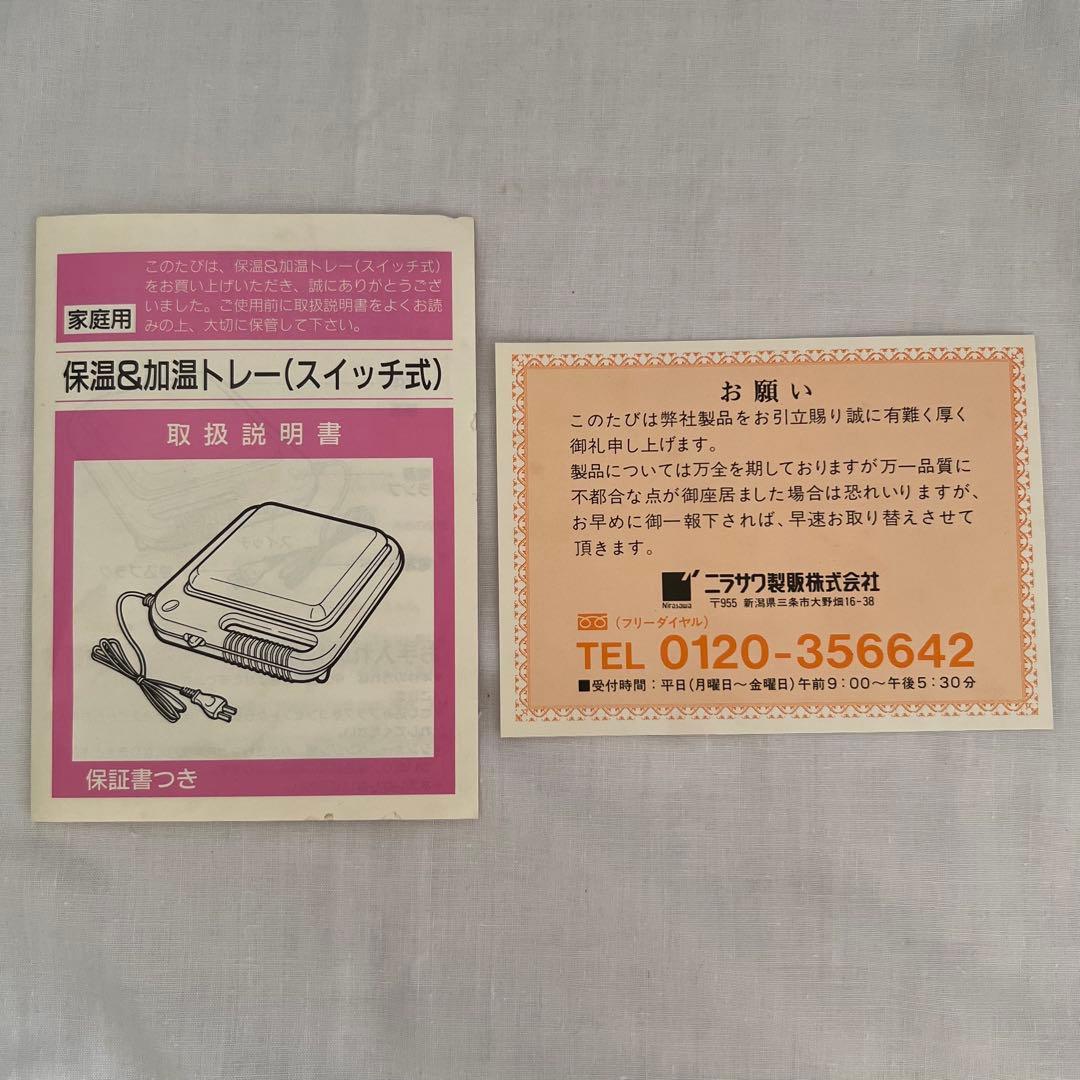 このたびは、保温&加温トレー(スイッチ式)
をお買い上げいただき、誠にありがとうござ
いました。ご使用前に取扱説明書をよくお読
みの上、大切に保管して下さい。
家庭用
保温&加温トレー(スイッチ式)
取扱説明書
保証書つき
お願い
このたびは弊社製品をお引立賜り誠に有難く厚く
御礼申し上げます。
製品については万全を期しておりますが万一品質に
不都合な点が御座居ました場合は恐れいりますが、
お早めに御一報下されば、早速お取り替えさせて
頂きます。
Nirasawa
ニラサワ製販株式会社
〒955 新潟県三条市大野畑16-38
(フリーダイヤル)
TEL 0120-356642
■受付時間:平日(月曜日~金曜日)午前9:00~午後5:30分